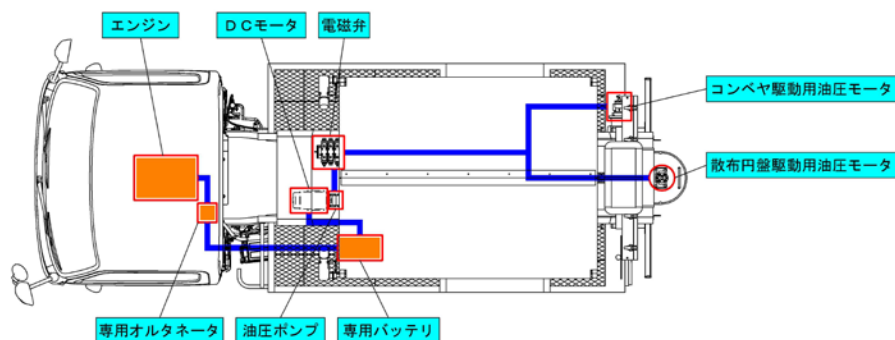 エンジン
DCモータ
電磁弁
コンベヤ駆動用油圧モータ
散布円盤駆動用油圧モータ
専用オルタネータ
油圧ポンプ
専用バッテリ